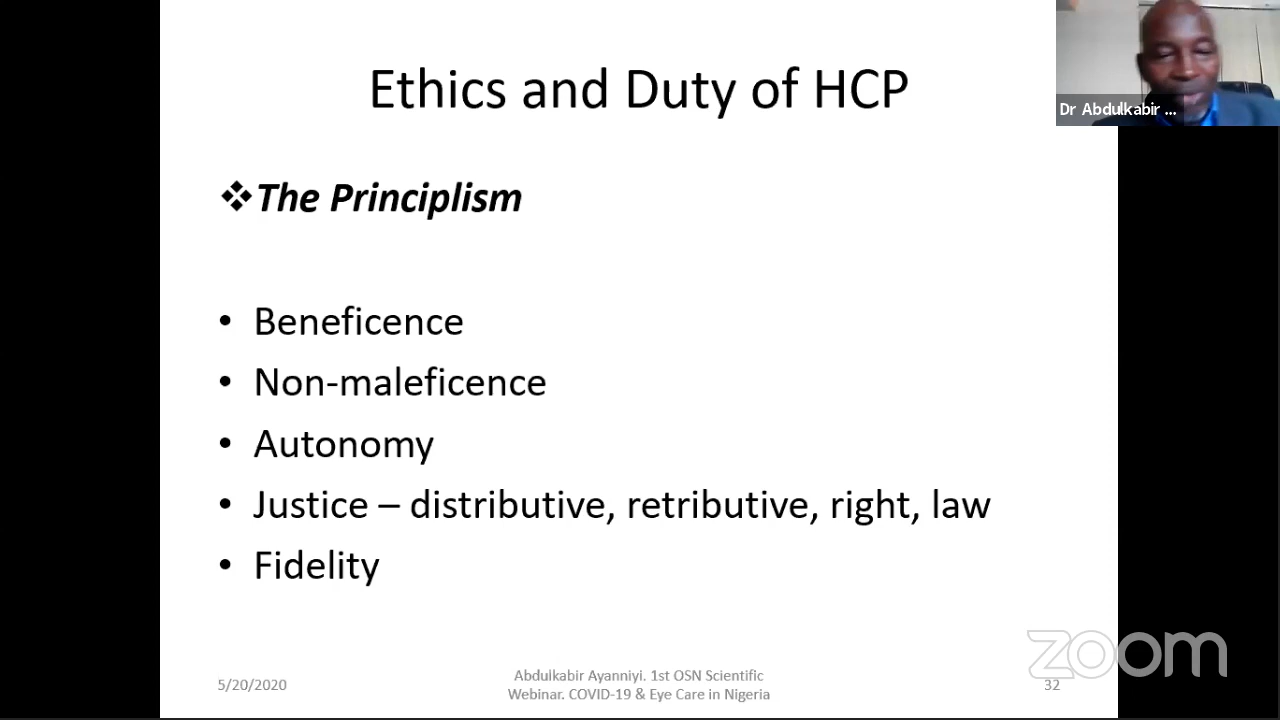 Ethics and Duty of HCP
Dr Abdulkabir ...
❖The Principlism
• Beneficence
• Non-maleficence
• Autonomy
• Justice – distributive, retributive, right, law
• Fidelity
zoom
5/20/2020
Abdulkabir Ayanniyi. 1st OSN Scientific
Webinar. COVID-19 & Eye Care in Nigeria
32